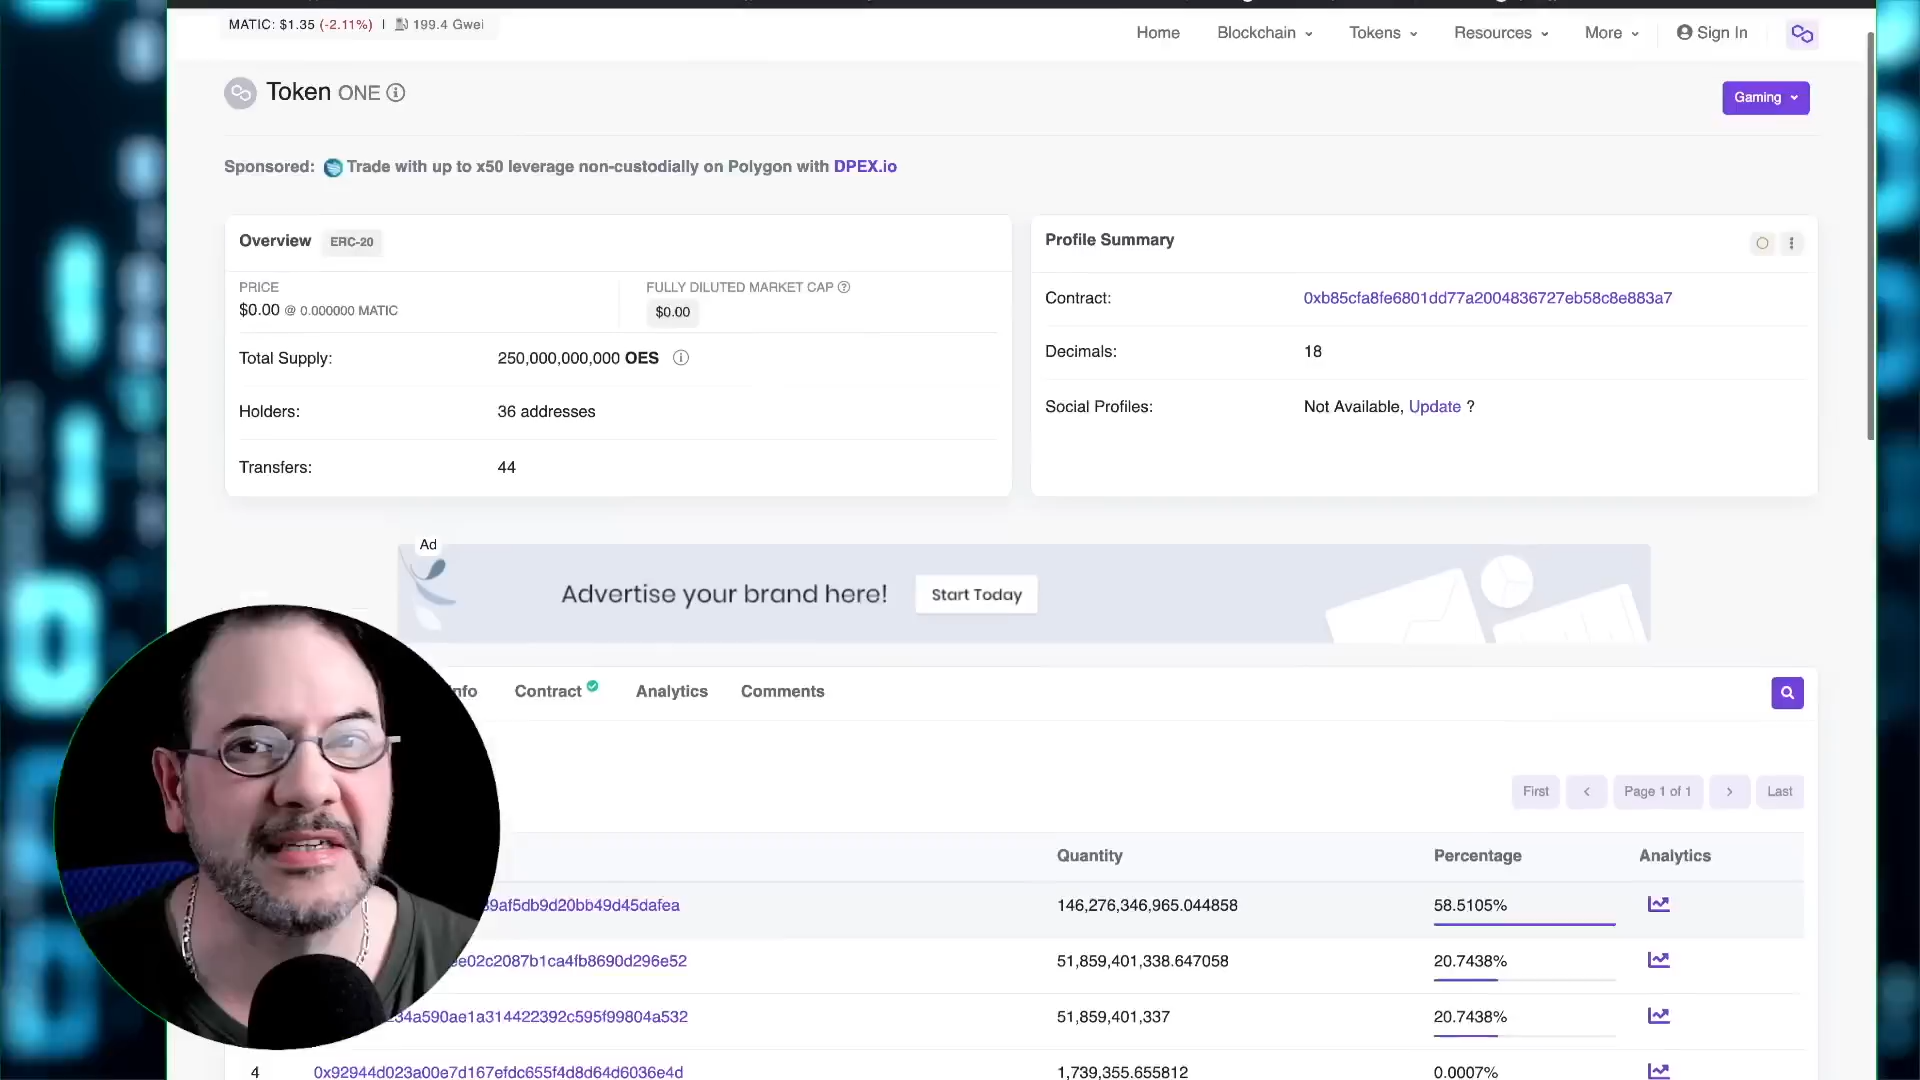 MATIC: $1.35 (-2.11%) | 199.4 Gwei
Home Blockchain Tokens Resources More Sign In
Token ONE
Gaming
Sponsored: Trade with up to x50 leverage non-custodially on Polygon with DPEX.io
Overview ERC-20
PRICE
$0.00 @ 0.000000 MATIC
FULLY DILUTED MARKET CAP
$0.00
Total Supply: 250,000,000,000 OES
Holders: 36 addresses
Transfers: 44
Profile Summary
Contract: 0xb85cfa8fe6801dd77a2004836727eb58c8e883a7
Decimals: 18
Social Profiles: Not Available, Update ?
Ad
Advertise your brand here! Start Today
nfo Contract Analytics Comments
First < Page 1 of 1 > Last
Quantity Percentage Analytics
9af5db9d20bb49d45dafea 146,276,346,965.044858 58.5105%
e02c2087b1ca4fb8690d296e52 51,859,401,338.647058 20.7438%
34a590ae1a314422392c595f99804a532 51,859,401,337 20.7438%
4 0x92944d023a00e7d167efdc655f4d8d64d6036e4d 1,739,355.655812 0.0007%